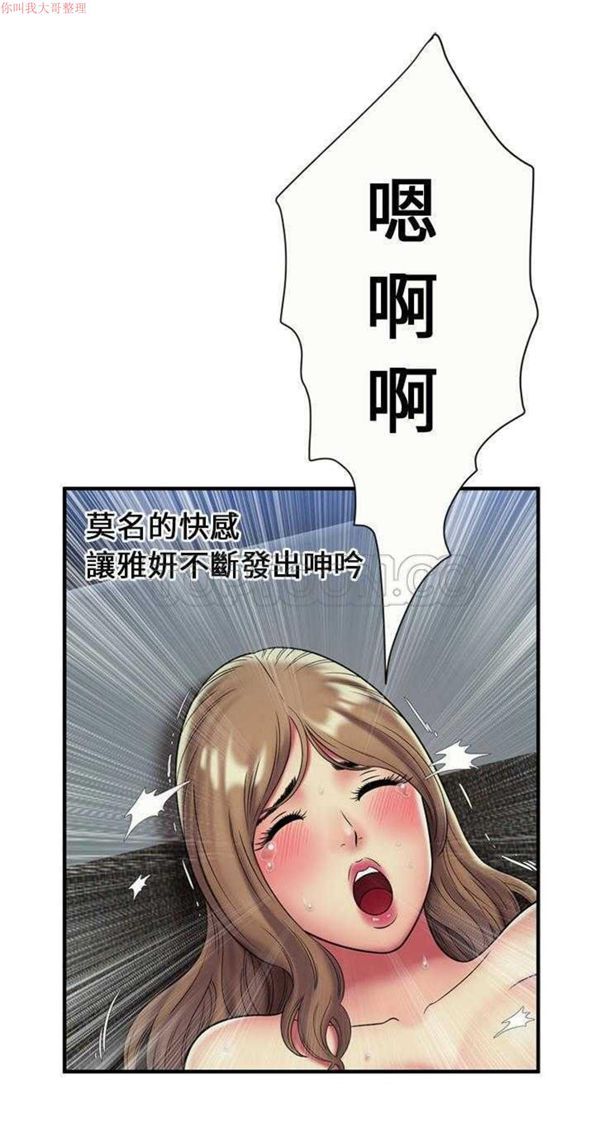 你叫我大哥整理
嗯啊啊
莫名的快感
讓雅妍不斷發出呻吟